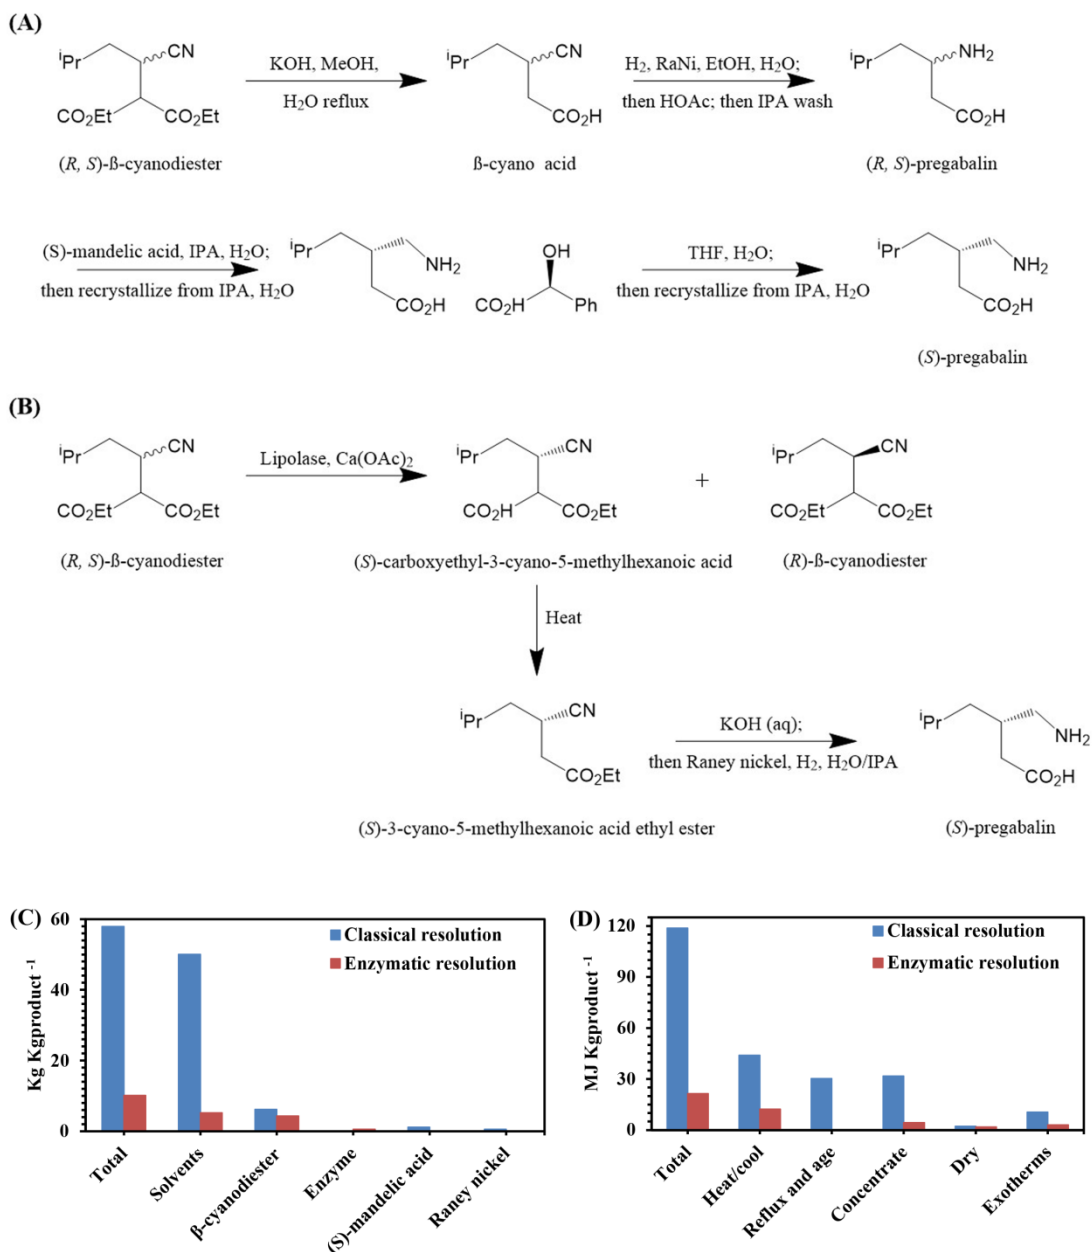 (A)
iPr CN
CO2Et CO2Et
(R, S)-ß-cyanodiester
KOH, MeOH,
H2O reflux
iPr CN
CO2H
ß-cyano acid
H2, RaNi, EtOH, H2O;
then HOAc; then IPA wash
iPr NH2
CO2H
(R, S)-pregabalin
(S)-mandelic acid, IPA, H2O;
then recrystallize from IPA, H2O
iPr
NH2
CO2H
OH
CO2H Ph
THF, H2O;
then recrystallize from IPA, H2O
iPr
NH2
CO2H
(S)-pregabalin
(B)
iPr CN
CO2Et CO2Et
(R, S)-ß-cyanodiester
Lipolase, Ca(OAc)2
iPr CN
CO2H CO2Et
(S)-carboxyethyl-3-cyano-5-methylhexanoic acid
+
iPr CN
CO2Et CO2Et
(R)-ß-cyanodiester
Heat
iPr CN
CO2Et
(S)-3-cyano-5-methylhexanoic acid ethyl ester
KOH (aq);
then Raney nickel, H2, H2O/IPA
iPr
NH2
CO2H
(S)-pregabalin
(C)
Kg Kgproduct -1
60
40
20
0
Classical resolution
Enzymatic resolution
Total
Solvents
β-cyanodiester
Enzyme
(S)-mandelic acid
Raney nickel
(D)
MJ Kgproduct -1
120
90
60
30
0
Classical resolution
Enzymatic resolution
Total
Heat/cool
Reflux and age
Concentrate
Dry
Exotherms